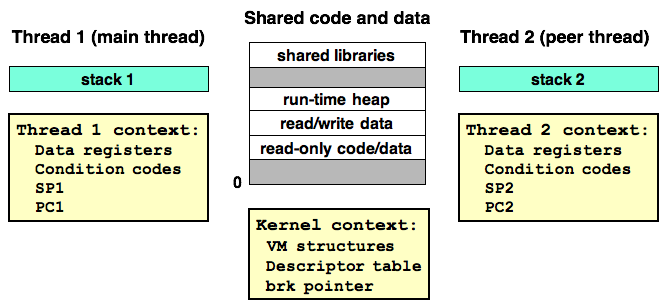 Thread 1 (main thread)
stack 1
Thread 1 context:
Data registers
Condition codes
SP1
PC1
Shared code and data
shared libraries
run-time heap
read/write data
read-only code/data
0
Kernel context:
VM structures
Descriptor table
brk pointer
Thread 2 (peer thread)
stack 2
Thread 2 context:
Data registers
Condition codes
SP2
PC2